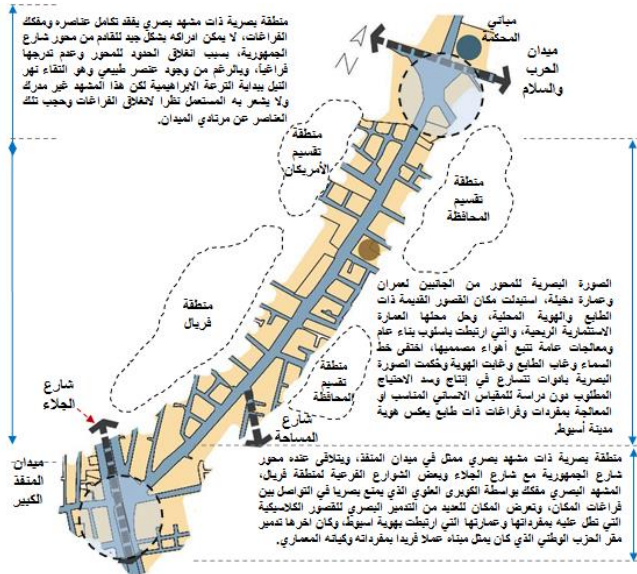 منطقة بصرية ذات مشهد بصري يفقد تكامل عناصره ومفكك
الفراغات، لا يمكن ادراكه بشكل جيد للقادم من محور شارع
الجمهورية، بسبب انغلاق الحدود للمحور وعدم تدرجها
فراغياً، وبالرغم من وجود عنصر طبيعي وهو التقاء نهر
النيل ببداية الترعة الابراهيمية لكن هذا المشهد غير مدرك
ولا يشعر به المستعمل نظرا لانغلاق الفراغات وحجب تلك
العناصر عن مرتادي الميدان.
مباني
المحكمة
ميدان
الحرب
والسلام
N
منطقة
تقسيم
الأمريكان
منطقة
تقسيم
المحافظة
منطقة
فريال
الصورة البصرية للمحور من الجانبين لعمران
وعمارة دخيلة، استبدلت مكان القصور القديمة ذات
الطابع والهوية المحلية، وحل محلها العمارة
الاستثمارية الربحية، والتي ارتبطت باسلوب بناء عام
ومعالجات عامة تتبع أهواء مصمميها، اختفى خط
السماء وغاب الطابع وغابت الهوية وحكمت الصورة
البصرية بادوات تتسارع في إنتاج وسد الاحتياج
المطلوب دون دراسة للمقياس الانساني المناسب او
المعالجة بمفردات وفراغات ذات طابع يعكس هوية
مدينة أسيوط.
منطقة
تقسيم
المحافظة
شارع
الجلاء
شارع
المساحة
ميدان
المنفذ
الكبير
منطقة بصرية ذات مشهد بصري ممثل في ميدان المنفذ، ويتلاقى عنده محور
شارع الجمهورية مع شارع الجلاء وبعض الشوارع الفرعية لمنطقة فريال،
المشهد البصري مفكك بواسطة الكوبرى العلوي الذي يمنع بصريا في التواصل بين
فراغات المكان، وتعرض المكان للعديد من التدمير البصري للقصور الكلاسيكية
التي تطل عليه بمفرداتها وعمارتها التي ارتبطت بهوية اسيوط، وكان اخرها تدمير
مقر الحزب الوطني الذي كان يمثل مبناه عملا فريدا بمفرداته وكيانه المعماري.